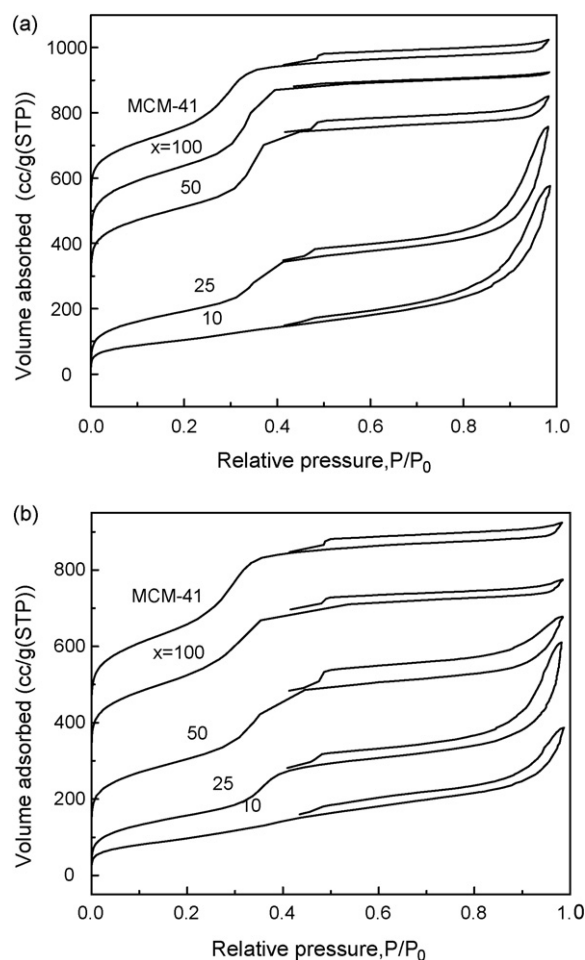 (a)
Volume absorbed (cc/g(STP))
1000
800
600
400
200
0
MCM-41
x=100
50
25
10
0.0 0.2 0.4 0.6 0.8 1.0
Relative pressure,P/P₀
(b)
Volume adsorbed (cc/g(STP))
800
600
400
200
0
MCM-41
x=100
50
25
10
0.0 0.2 0.4 0.6 0.8 1.0
Relative pressure,P/P₀